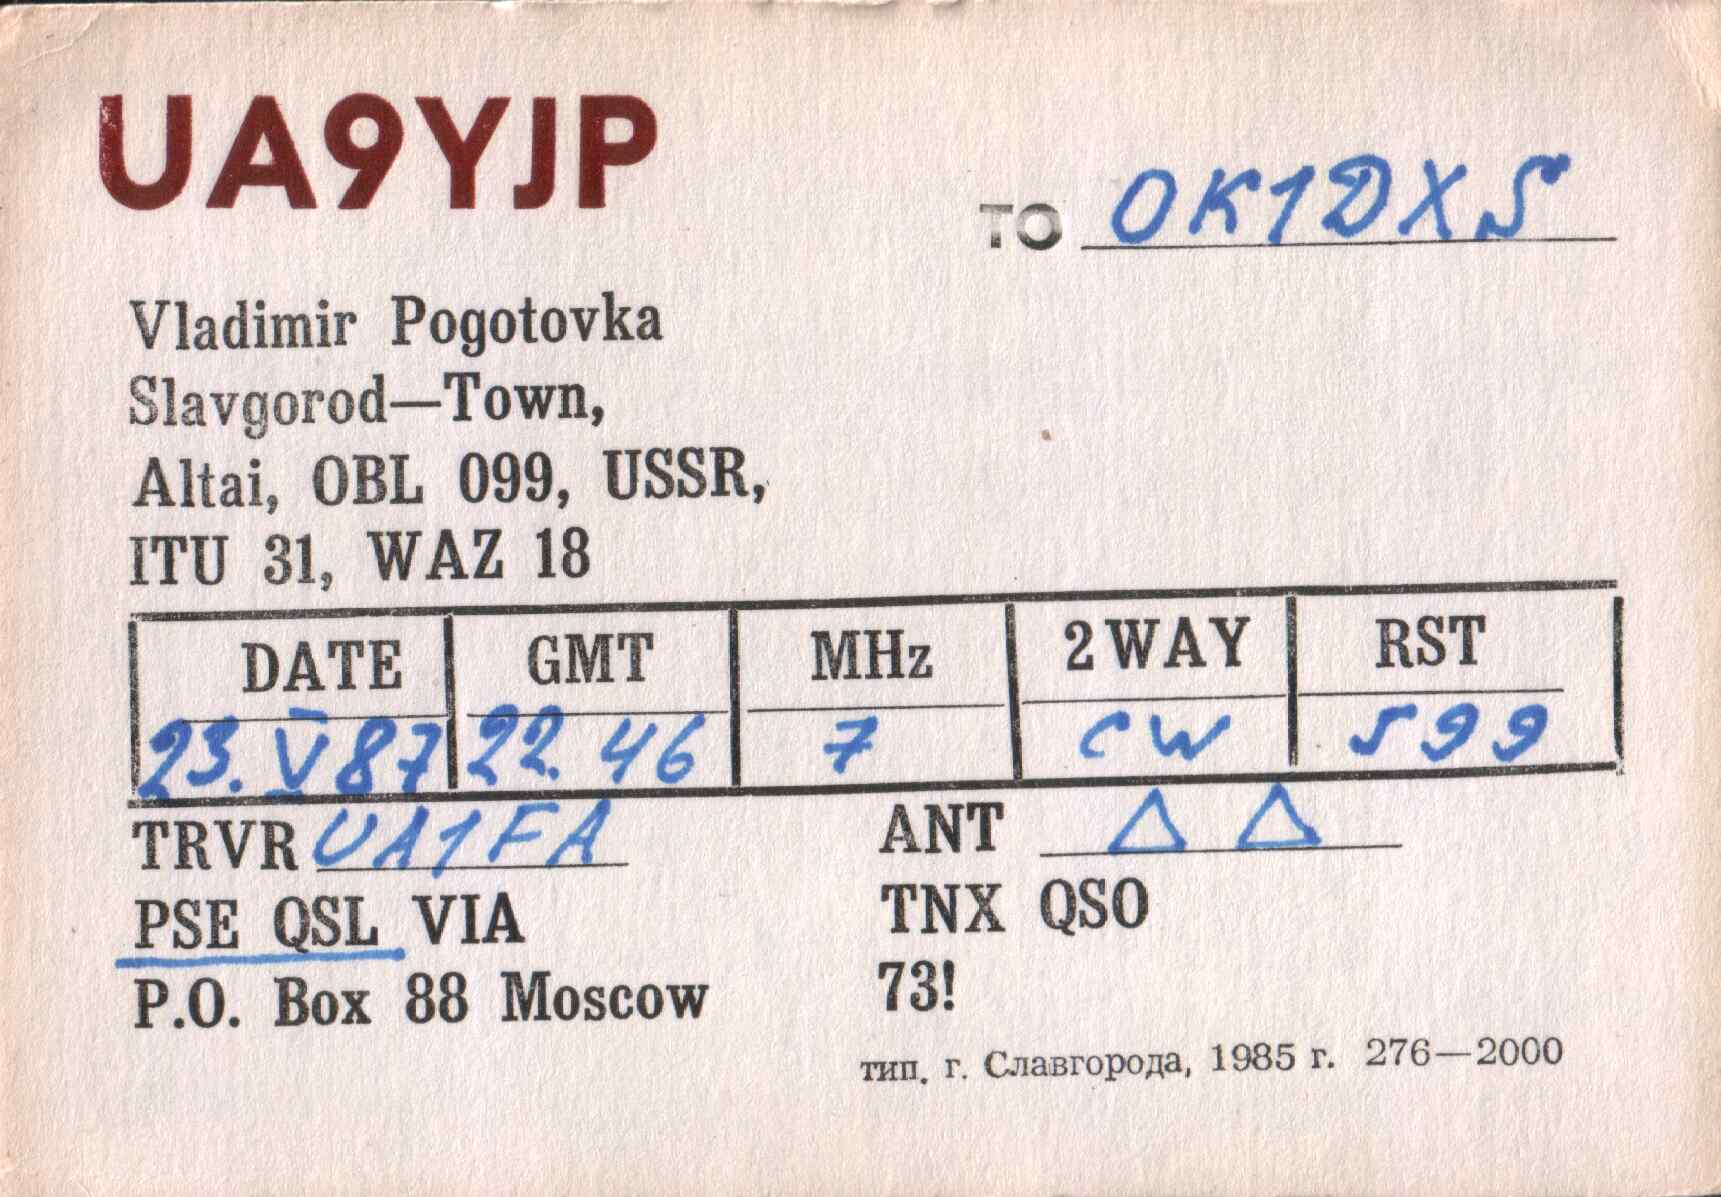 UA9YJP
TO OK1DXS
Vladimir Pogotovka
Slavgorod—Town,
Altai, OBL 099, USSR,
ITU 31, WAZ 18
DATE GMT MHz 2WAY RST
23. V 87 22.46 7 CW 599
TRVR UA1FA ANT Δ Δ
PSE QSL VIA TNX QSO
P.O. Box 88 Moscow 73!
тип. г. Славгорода, 1985 г. 276—2000